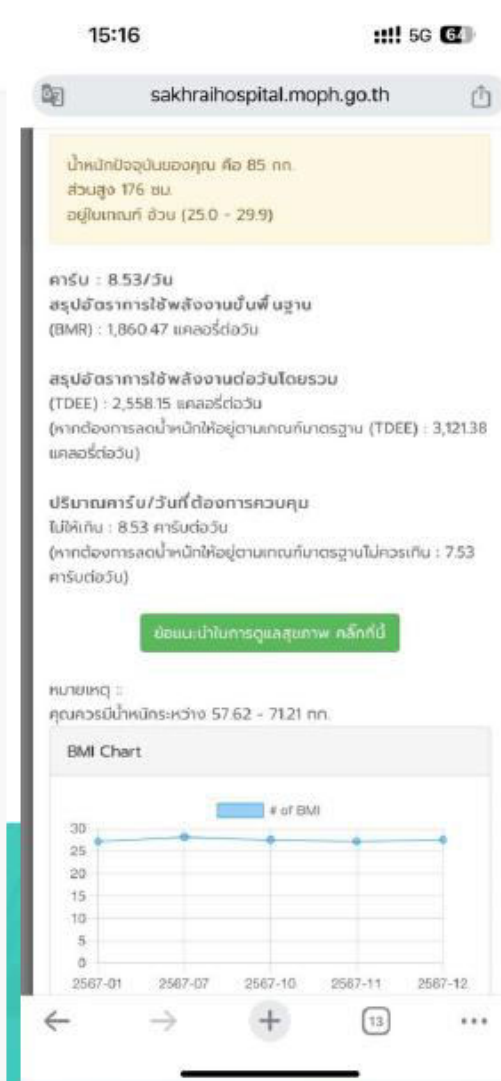 15:16
5G 64
sakhraihospital.moph.go.th
น้ำหนักปัจจุบันของคุณ คือ 85 กก.
ส่วนสูง 176 ซม.
อยู่ในเกณฑ์ อ้วน (25.0 - 29.9)
คาร์บ : 8.53/วัน
สรุปอัตราการใช้พลังงานขั้นพื้นฐาน
(BMR) : 1,860.47 แคลอรี่ต่อวัน
สรุปอัตราการใช้พลังงานต่อวันโดยรวม
(TDEE) : 2,558.15 แคลอรี่ต่อวัน
(หากต้องการลดน้ำหนักให้อยู่ตามเกณฑ์มาตรฐาน (TDEE) : 3,121.38
แคลอรี่ต่อวัน)
ปริมาณคาร์บ/วันที่ต้องการควบคุม
ไม่ให้เกิน : 8.53 คาร์บต่อวัน
(หากต้องการลดน้ำหนักให้อยู่ตามเกณฑ์มาตรฐานไม่ควรเกิน : 7.53
คาร์บต่อวัน)
ข้อแนะนำในการดูแลสุขภาพ คลิ๊กที่นี่
หมายเหตุ ::
คุณควรมีน้ำหนักระหว่าง 57.62 - 71.21 กก.
BMI Chart
# of BMI
30
25
20
15
10
5
0
2567-01 2567-07 2567-10 2567-11 2567-12
13